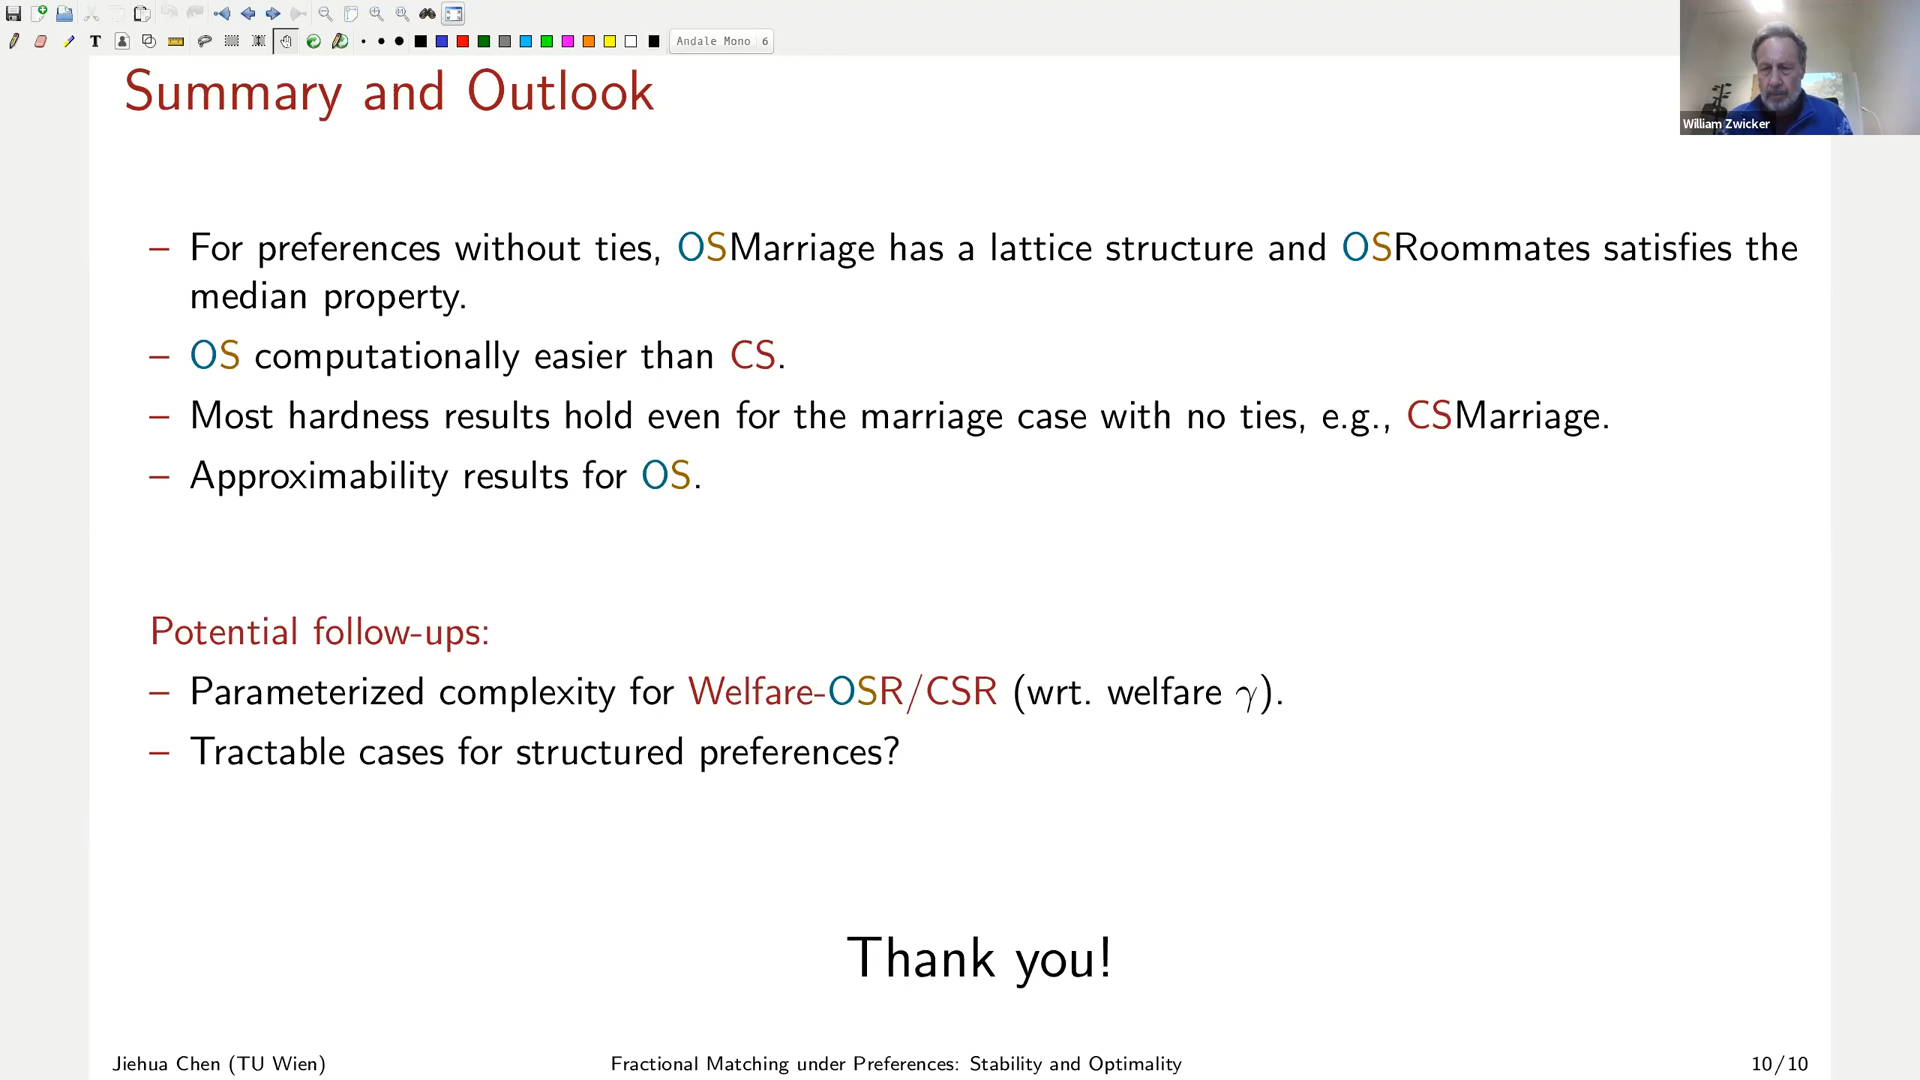 Andale Mono 6
William Zwicker
Summary and Outlook
– For preferences without ties, OSMarriage has a lattice structure and OSRoommates satisfies the
median property.
– OS computationally easier than CS.
– Most hardness results hold even for the marriage case with no ties, e.g., CSMarriage.
– Approximability results for OS.
Potential follow-ups:
– Parameterized complexity for Welfare-OSR/CSR (wrt. welfare γ).
– Tractable cases for structured preferences?
Thank you!
Jiehua Chen (TU Wien) Fractional Matching under Preferences: Stability and Optimality 10/10